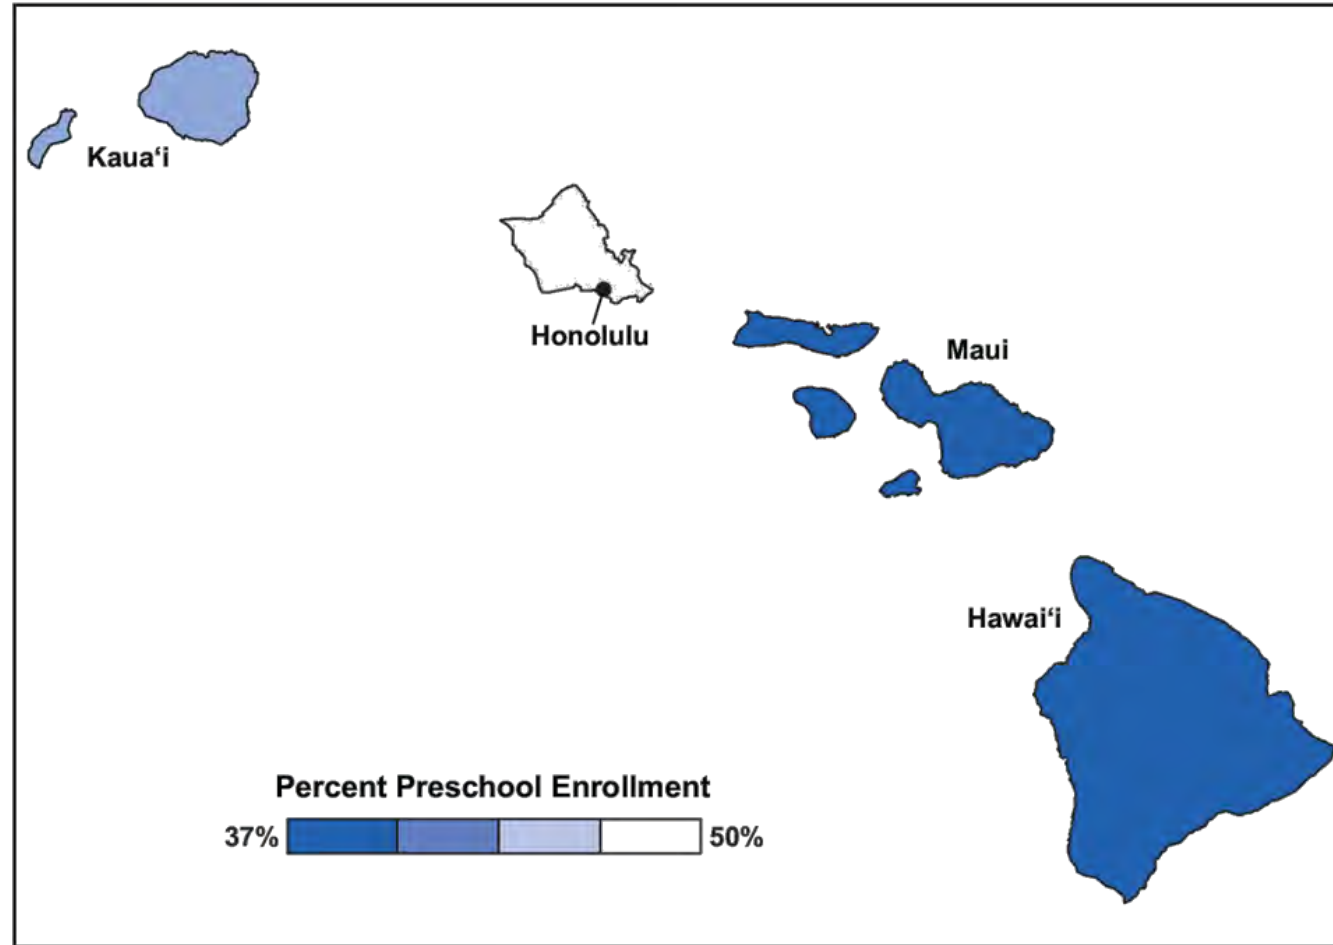 Kaua‘i
Honolulu
Maui
Hawai‘i
Percent Preschool Enrollment
37% 50%